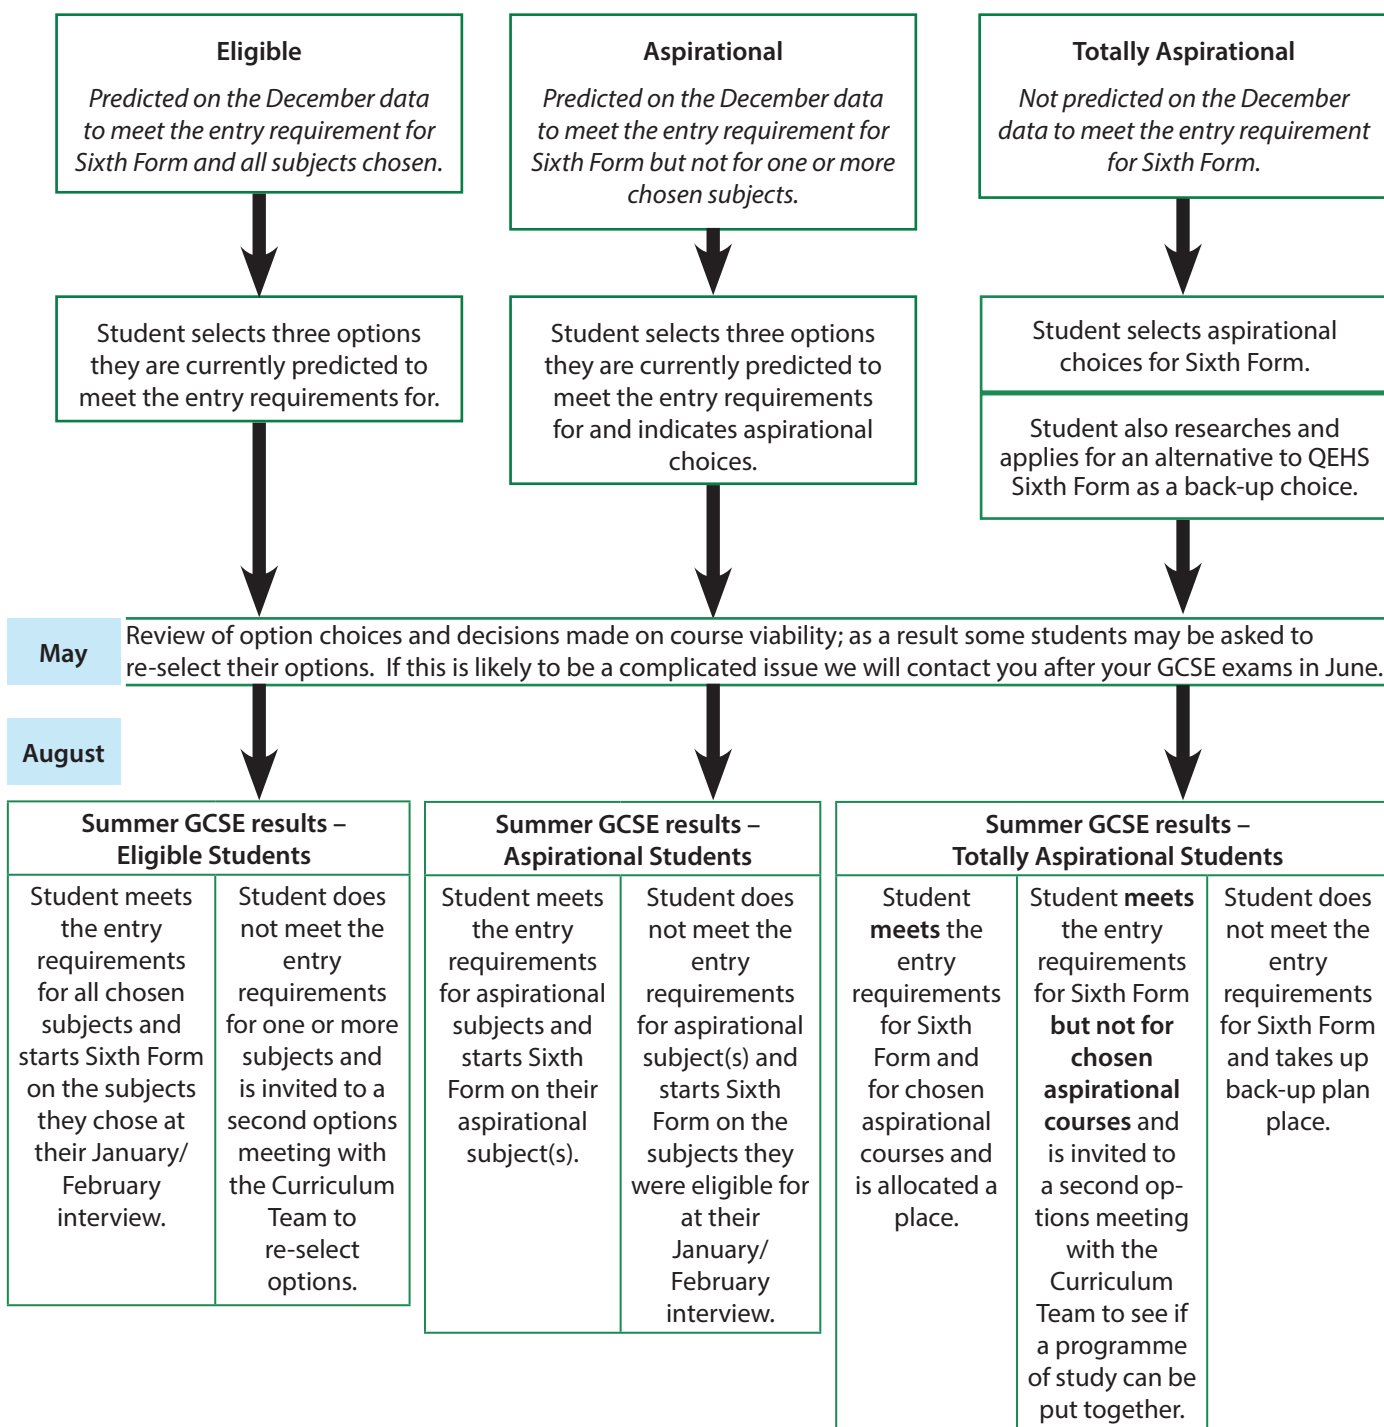 Eligible
Predicted on the December data
to meet the entry requirement for
Sixth Form and all subjects chosen.
Aspirational
Predicted on the December data
to meet the entry requirement for
Sixth Form but not for one or more
chosen subjects.
Totally Aspirational
Not predicted on the December
data to meet the entry requirement
for Sixth Form.
Student selects three options
they are currently predicted to
meet the entry requirements for.
Student selects three options
they are currently predicted to
meet the entry requirements
for and indicates aspirational
choices.
Student selects aspirational
choices for Sixth Form.
Student also researches and
applies for an alternative to QEHS
Sixth Form as a back-up choice.
May
Review of option choices and decisions made on course viability; as a result some students may be asked to
re-select their options.  If this is likely to be a complicated issue we will contact you after your GCSE exams in June.
August
Summer GCSE results –
Eligible Students
Student meets
the entry
requirements
for all chosen
subjects and
starts Sixth Form
on the subjects
they chose at
their January/
February
interview.
Student does
not meet the
entry
requirements
for one or more
subjects and
is invited to a
second options
meeting with
the Curriculum
Team to
re-select
options.
Summer GCSE results –
Aspirational Students
Student meets
the entry
requirements
for aspirational
subjects and
starts Sixth
Form on their
aspirational
subject(s).
Student does
not meet the
entry
requirements
for aspirational
subject(s) and
starts Sixth
Form on the
subjects they
were eligible for
at their
January/
February
interview.
Summer GCSE results –
Totally Aspirational Students
Student
meets the
entry
requirements
for Sixth
Form and
for chosen
aspirational
courses and
is allocated a
place.
Student meets
the entry
requirements
for Sixth Form
but not for
chosen
aspirational
courses and
is invited to
a second op-
tions meeting
with the
Curriculum
Team to see if
a programme
of study can be
put together.
Student does
not meet the
entry
requirements
for Sixth Form
and takes up
back-up plan
place.